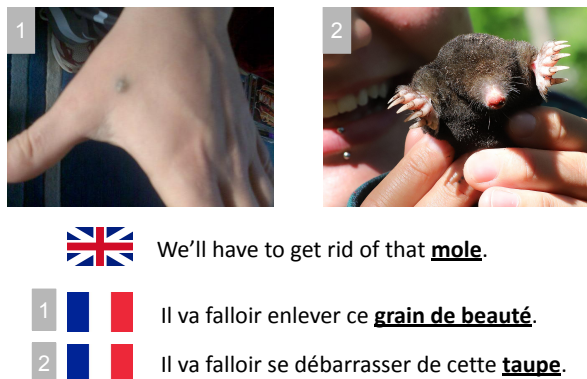 1
2
We'll have to get rid of that mole.
1 Il va falloir enlever ce grain de beauté.
2 Il va falloir se débarrasser de cette taupe.